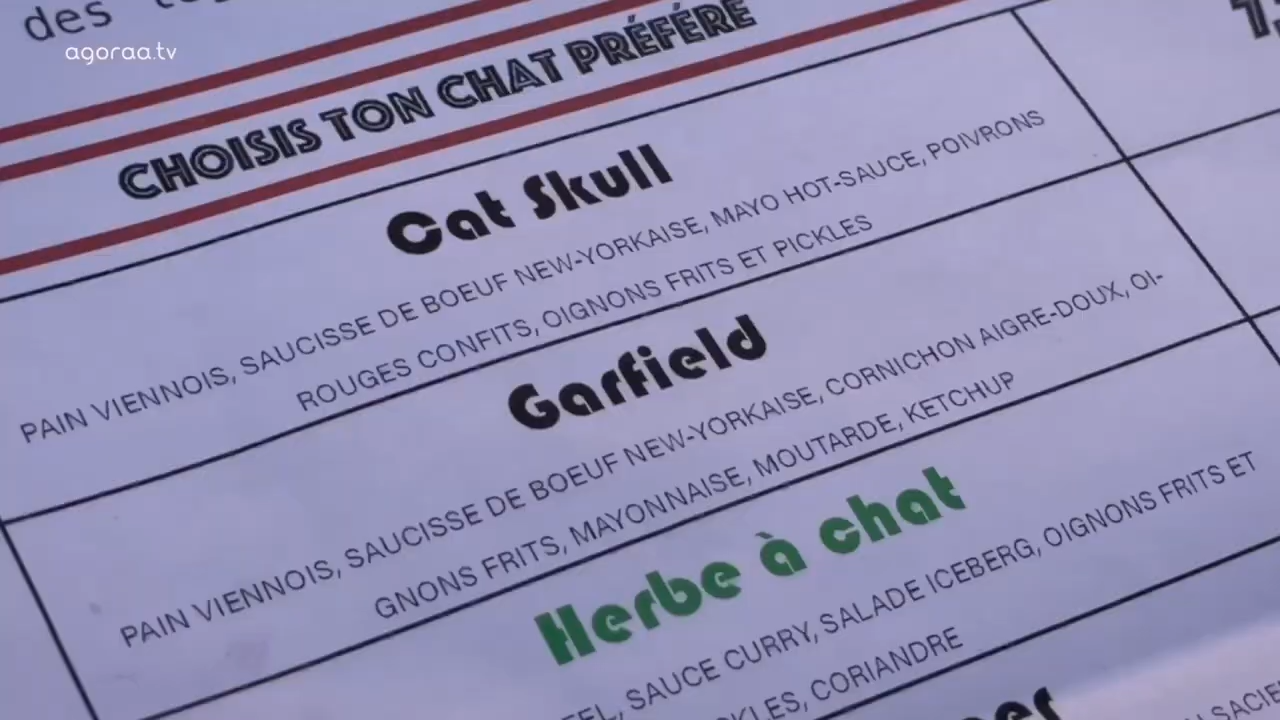 des
agoraa.tv
CHOISIS TON CHAT PRÉFÉRÉ
Cat Skull
PAIN VIENNOIS, SAUCISSE DE BOEUF NEW-YORKAISE, MAYO HOT-SAUCE, POIVRONS
ROUGES CONFITS, OIGNONS FRITS ET PICKLES
Garfield
PAIN VIENNOIS, SAUCISSE DE BOEUF NEW-YORKAISE, CORNICHON AIGRE-DOUX, OI-
GNONS FRITS, MAYONNAISE, MOUTARDE, KETCHUP
Herbe à chat
SAUCE CURRY, SALADE ICEBERG, OIGNONS FRITS ET
CORIANDRE